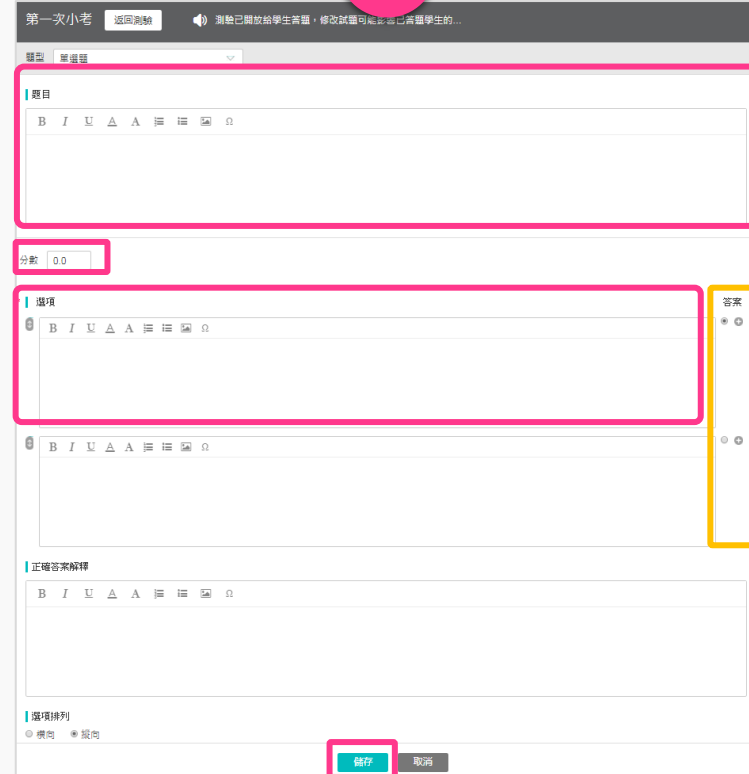 第一次小考 返回測驗 測驗已開放給學生答題，修改試題可能影響已答題學生的...
題型 單選題
題目
B I U A A Ω
分數 0.0
選項 答案
B I U A A Ω
B I U A A Ω
正確答案解釋
B I U A A Ω
選項排列
橫向 縱向
儲存 取消